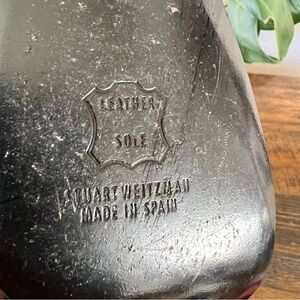 LEATHER
SOLE
STUART WEITZMAN
MADE IN SPAIN